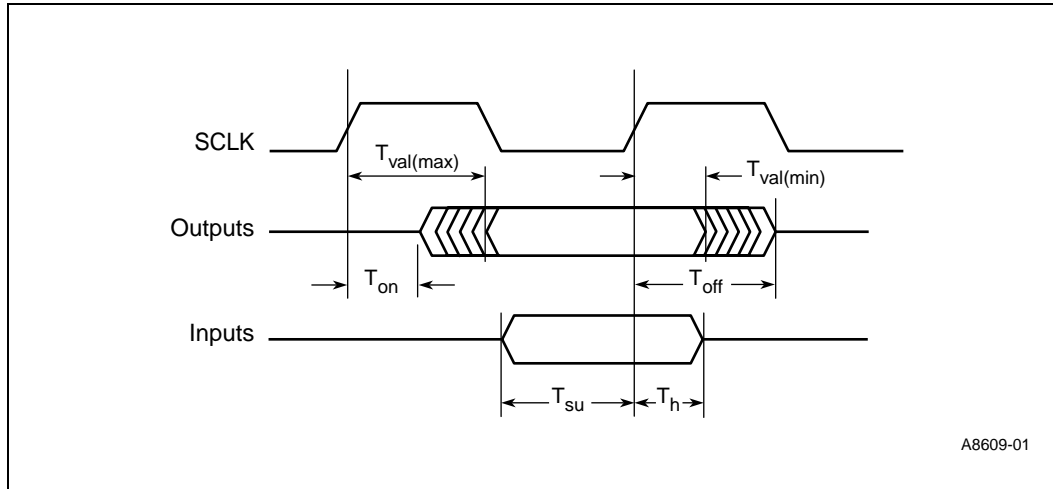 SCLK
Tval(max)
Tval(min)
Outputs
Ton
Toff
Inputs
Tsu
Th
A8609-01